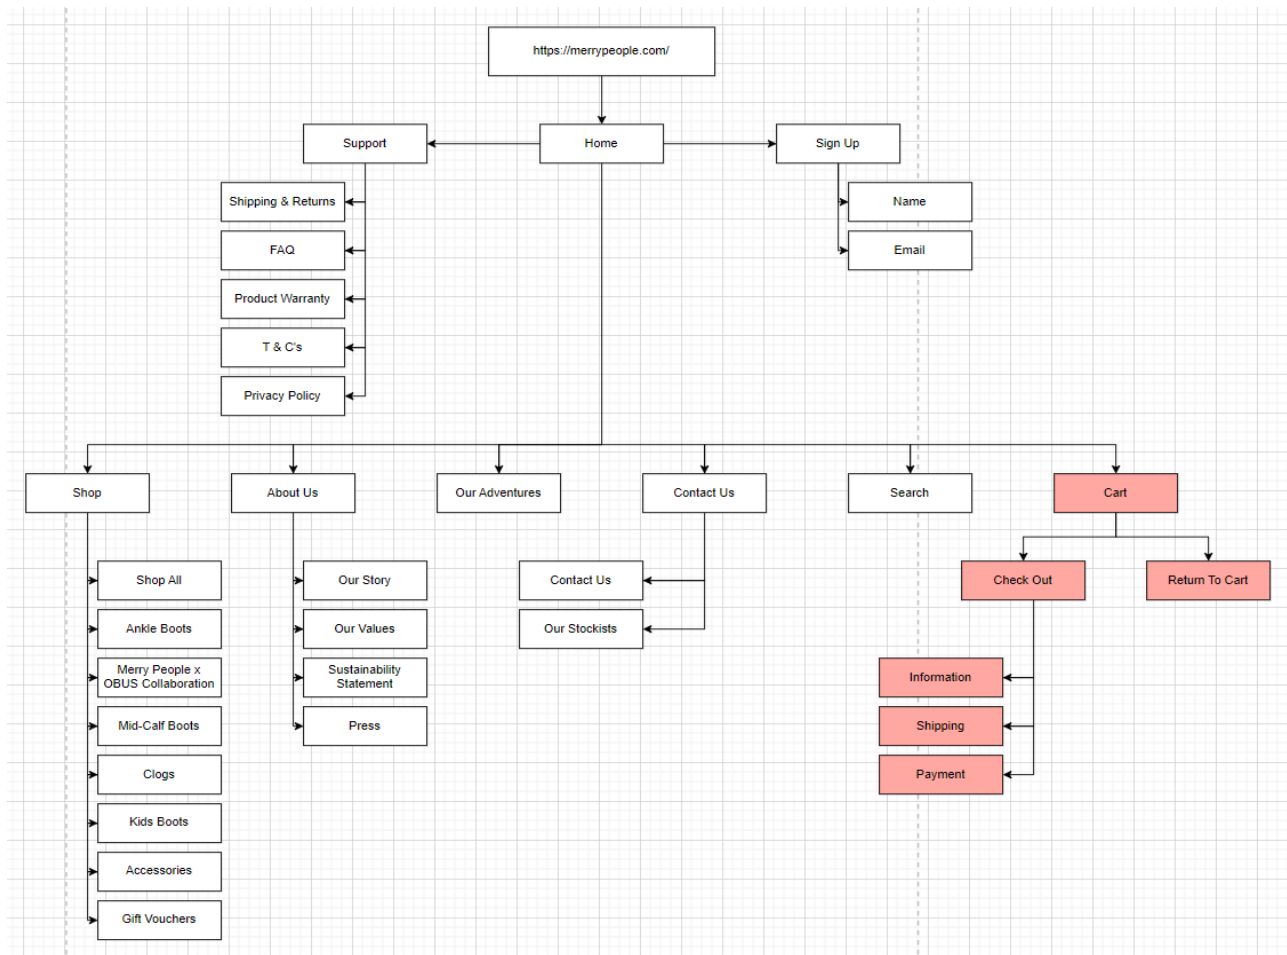 https://merrypeople.com/
Support
Home
Sign Up
Shipping & Returns
Name
FAQ
Email
Product Warranty
T & C's
Privacy Policy
Shop
About Us
Our Adventures
Contact Us
Search
Cart
Shop All
Our Story
Contact Us
Check Out
Return To Cart
Ankle Boots
Our Values
Our Stockists
Merry People x
OBUS Collaboration
Sustainability
Statement
Information
Mid-Calf Boots
Press
Shipping
Clogs
Payment
Kids Boots
Accessories
Gift Vouchers